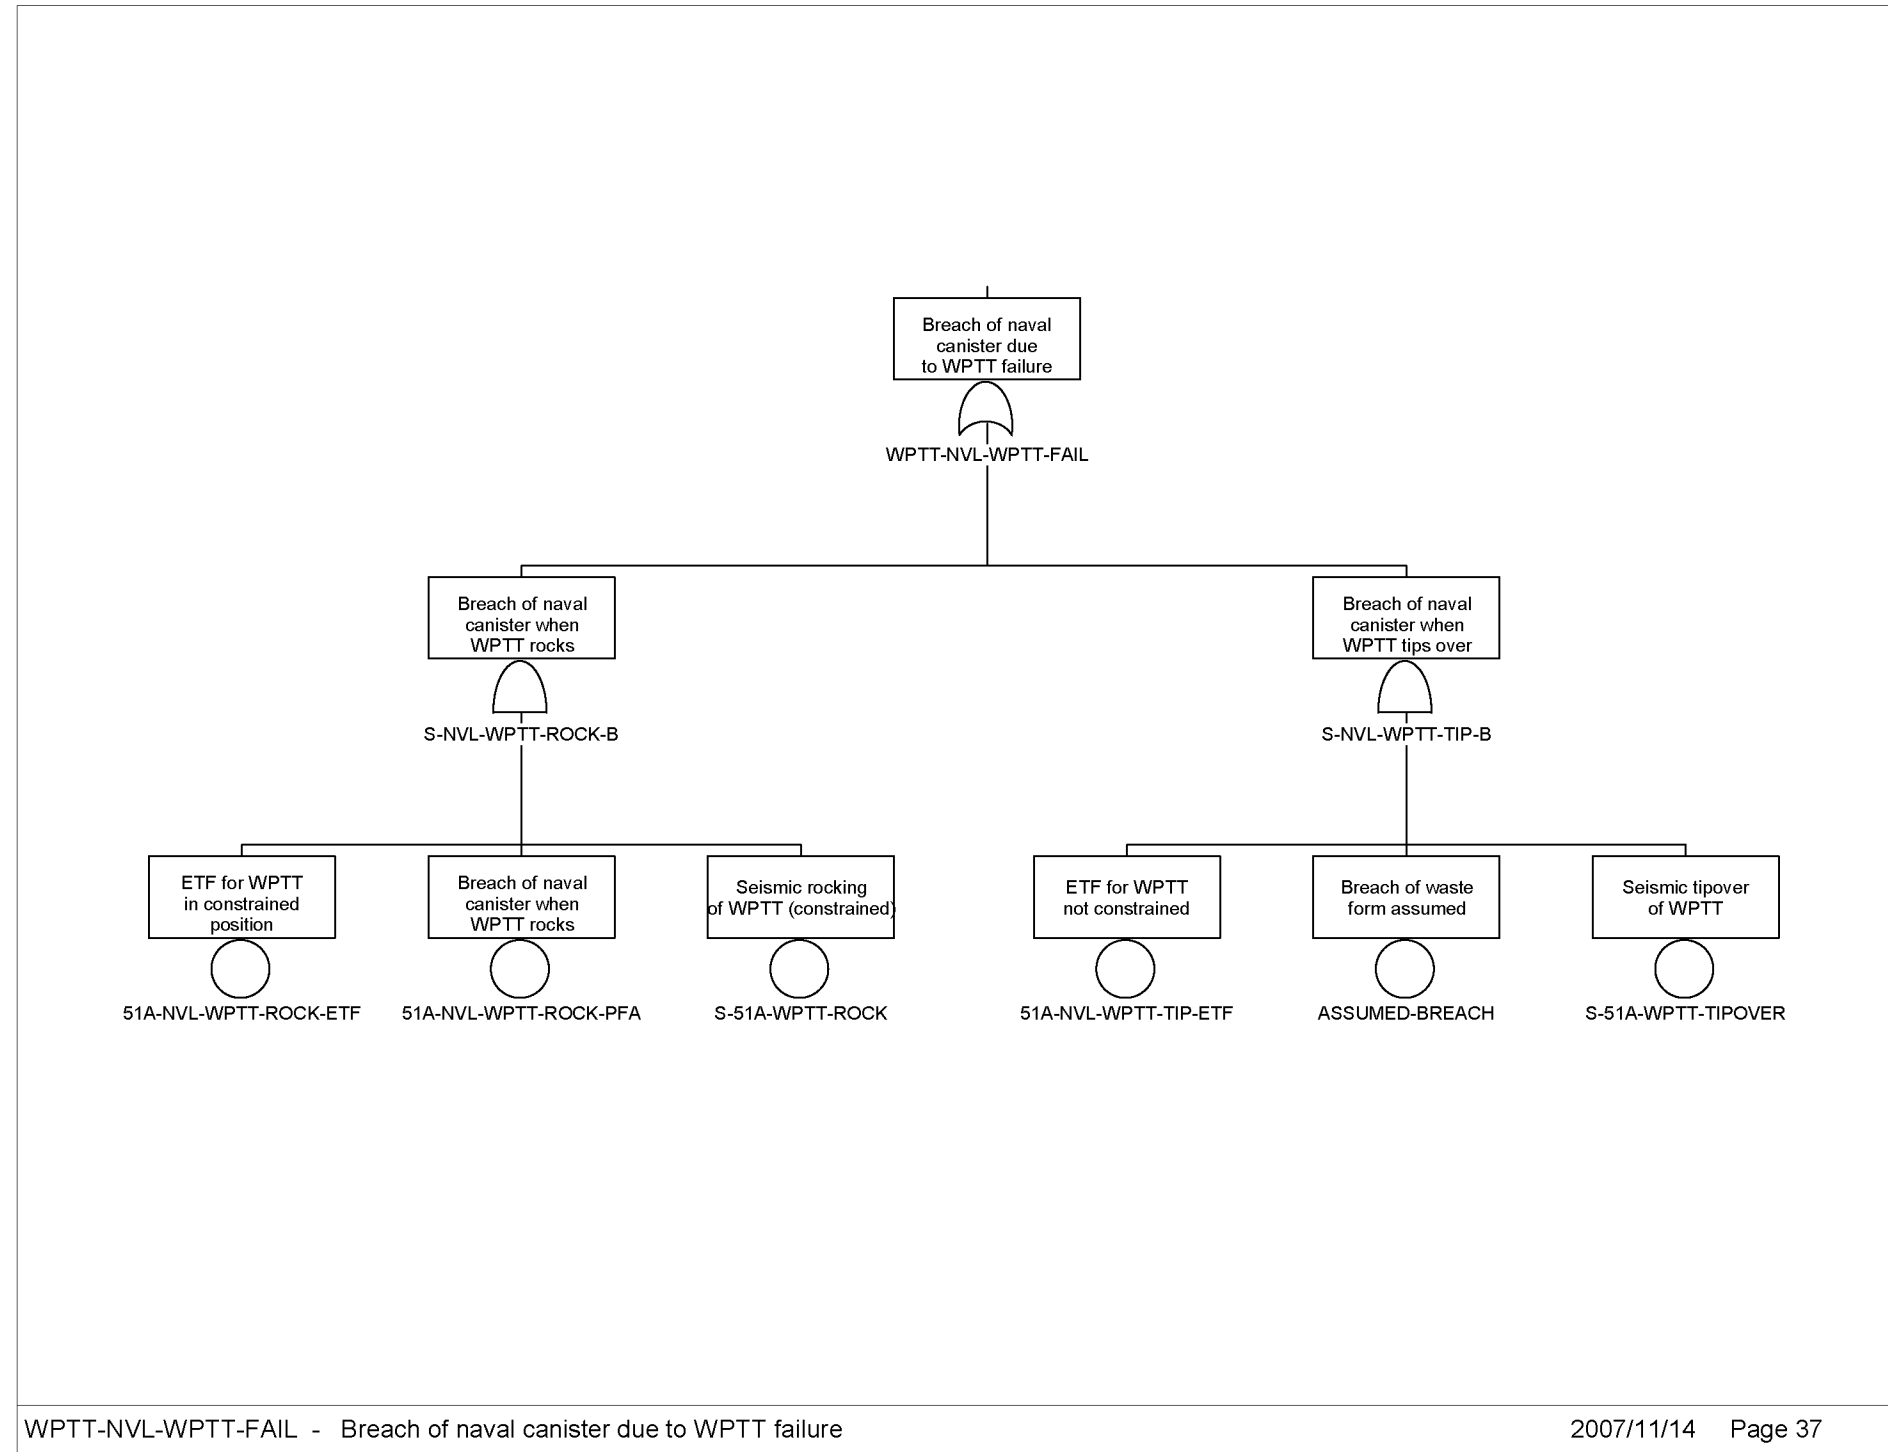 Breach of naval
canister due
to WPTT failure
WPTT-NVL-WPTT-FAIL
Breach of naval
canister when
WPTT rocks
S-NVL-WPTT-ROCK-B
Breach of naval
canister when
WPTT tips over
S-NVL-WPTT-TIP-B
ETF for WPTT
in constrained
position
51A-NVL-WPTT-ROCK-ETF
Breach of naval
canister when
WPTT rocks
51A-NVL-WPTT-ROCK-PFA
Seismic rocking
of WPTT (constrained)
S-51A-WPTT-ROCK
ETF for WPTT
not constrained
51A-NVL-WPTT-TIP-ETF
Breach of waste
form assumed
ASSUMED-BREACH
Seismic tipover
of WPTT
S-51A-WPTT-TIPOVER
WPTT-NVL-WPTT-FAIL - Breach of naval canister due to WPTT failure
2007/11/14 Page 37